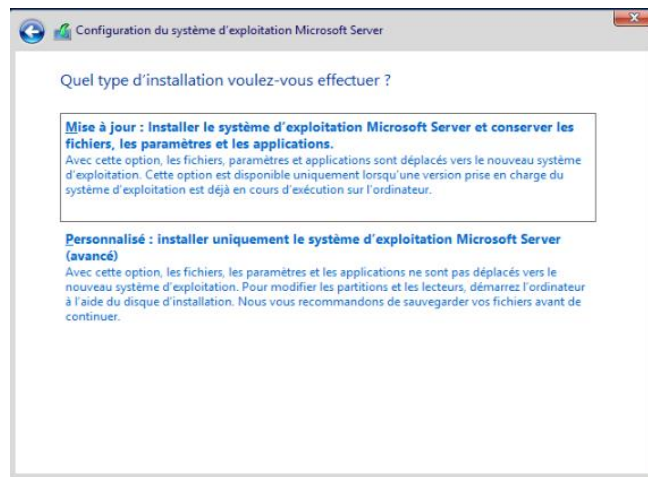 Configuration du système d'exploitation Microsoft Server
Quel type d'installation voulez-vous effectuer ?
Mise à jour : Installer le système d'exploitation Microsoft Server et conserver les
fichiers, les paramètres et les applications.
Avec cette option, les fichiers, paramètres et applications sont déplacés vers le nouveau système
d'exploitation. Cette option est disponible uniquement lorsqu'une version prise en charge du
système d'exploitation est déjà en cours d'exécution sur l'ordinateur.
Personnalisé : installer uniquement le système d'exploitation Microsoft Server
(avancé)
Avec cette option, les fichiers, les paramètres et les applications ne sont pas déplacés vers le
nouveau système d'exploitation. Pour modifier les partitions et les lecteurs, démarrez l'ordinateur
à l'aide du disque d'installation. Nous vous recommandons de sauvegarder vos fichiers avant de
continuer.